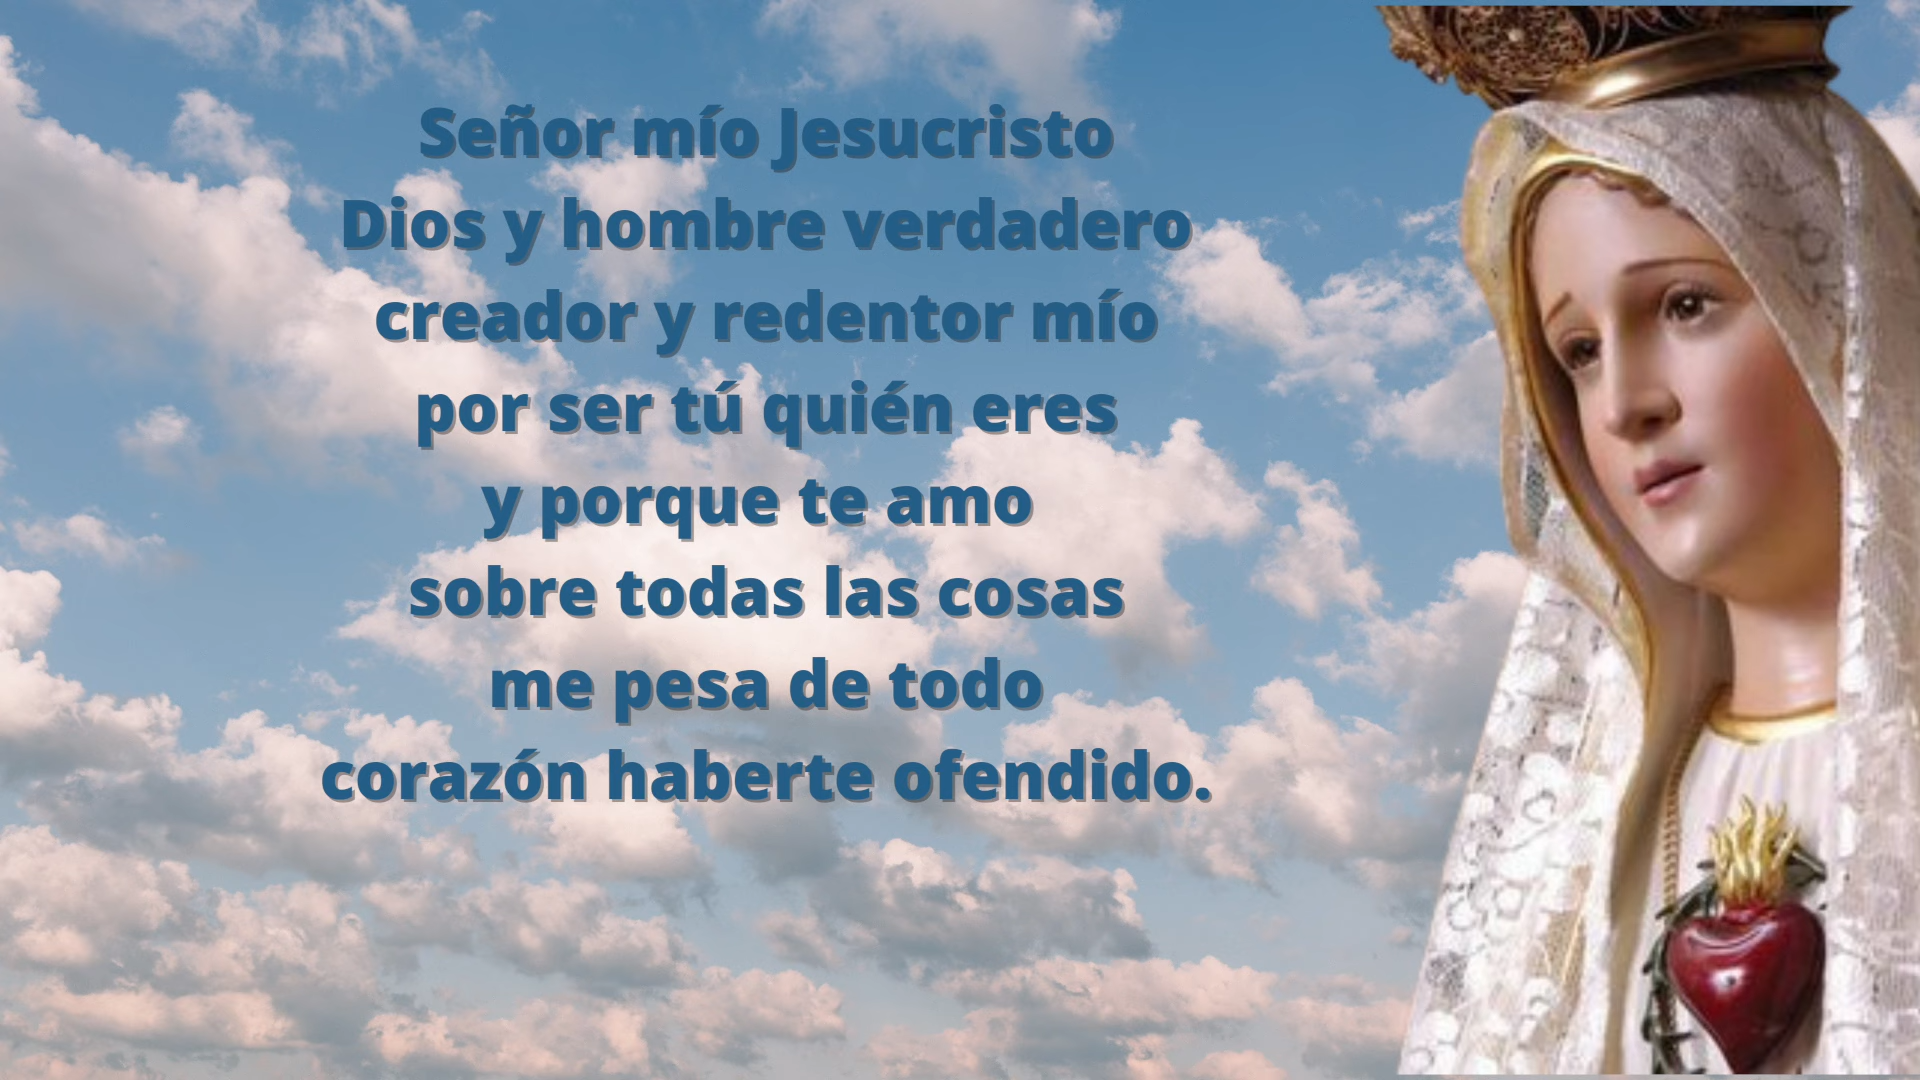 Señor mío Jesucristo
Dios y hombre verdadero
creador y redentor mío
por ser tú quién eres
y porque te amo
sobre todas las cosas
me pesa de todo
corazón haberte ofendido.